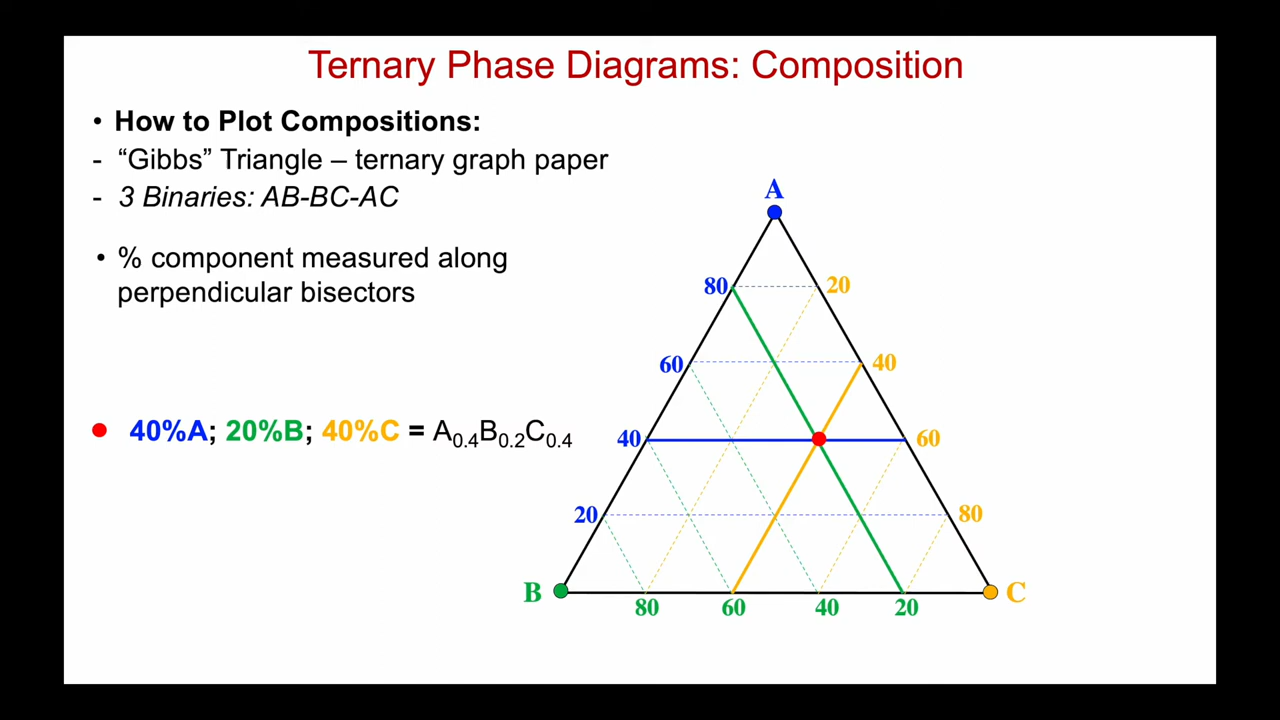 Ternary Phase Diagrams: Composition
• How to Plot Compositions:
- “Gibbs” Triangle – ternary graph paper
- 3 Binaries: AB-BC-AC
• % component measured along
perpendicular bisectors
40%A; 20%B; 40%C = A0.4B0.2C0.4
A
80 20
60 40
40 60
20 80
B C
80 60 40 20